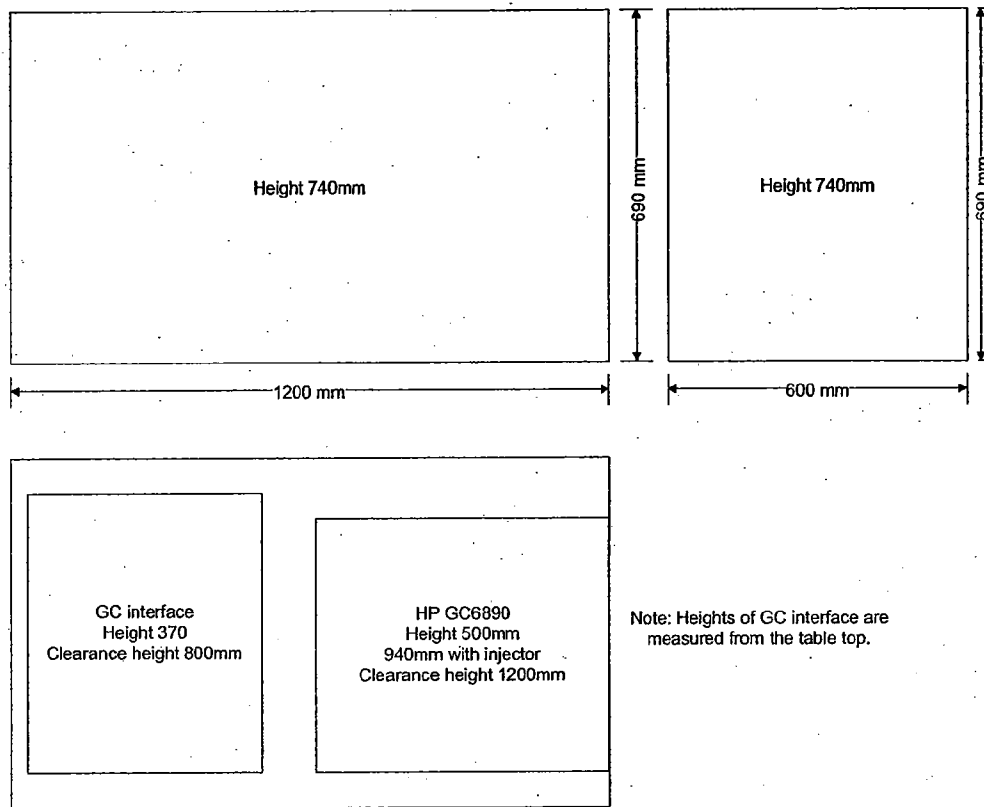 Height 740mm
690 mm
Height 740mm
690 mm
1200 mm
600 mm
GC interface
Height 370
Clearance height 800mm
HP GC6890
Height 500mm
940mm with injector
Clearance height 1200mm
Note: Heights of GC interface are
measured from the table top.